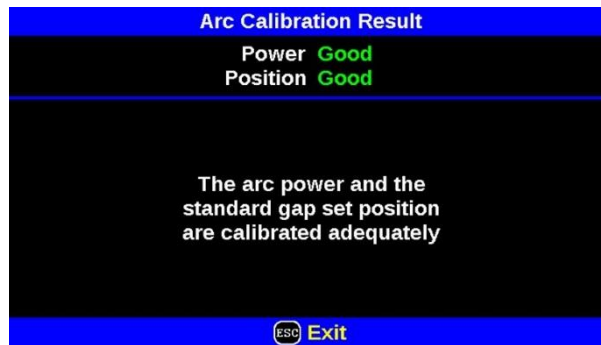 Arc Calibration Result
Power Good
Position Good
The arc power and the
standard gap set position
are calibrated adequately
ESC Exit